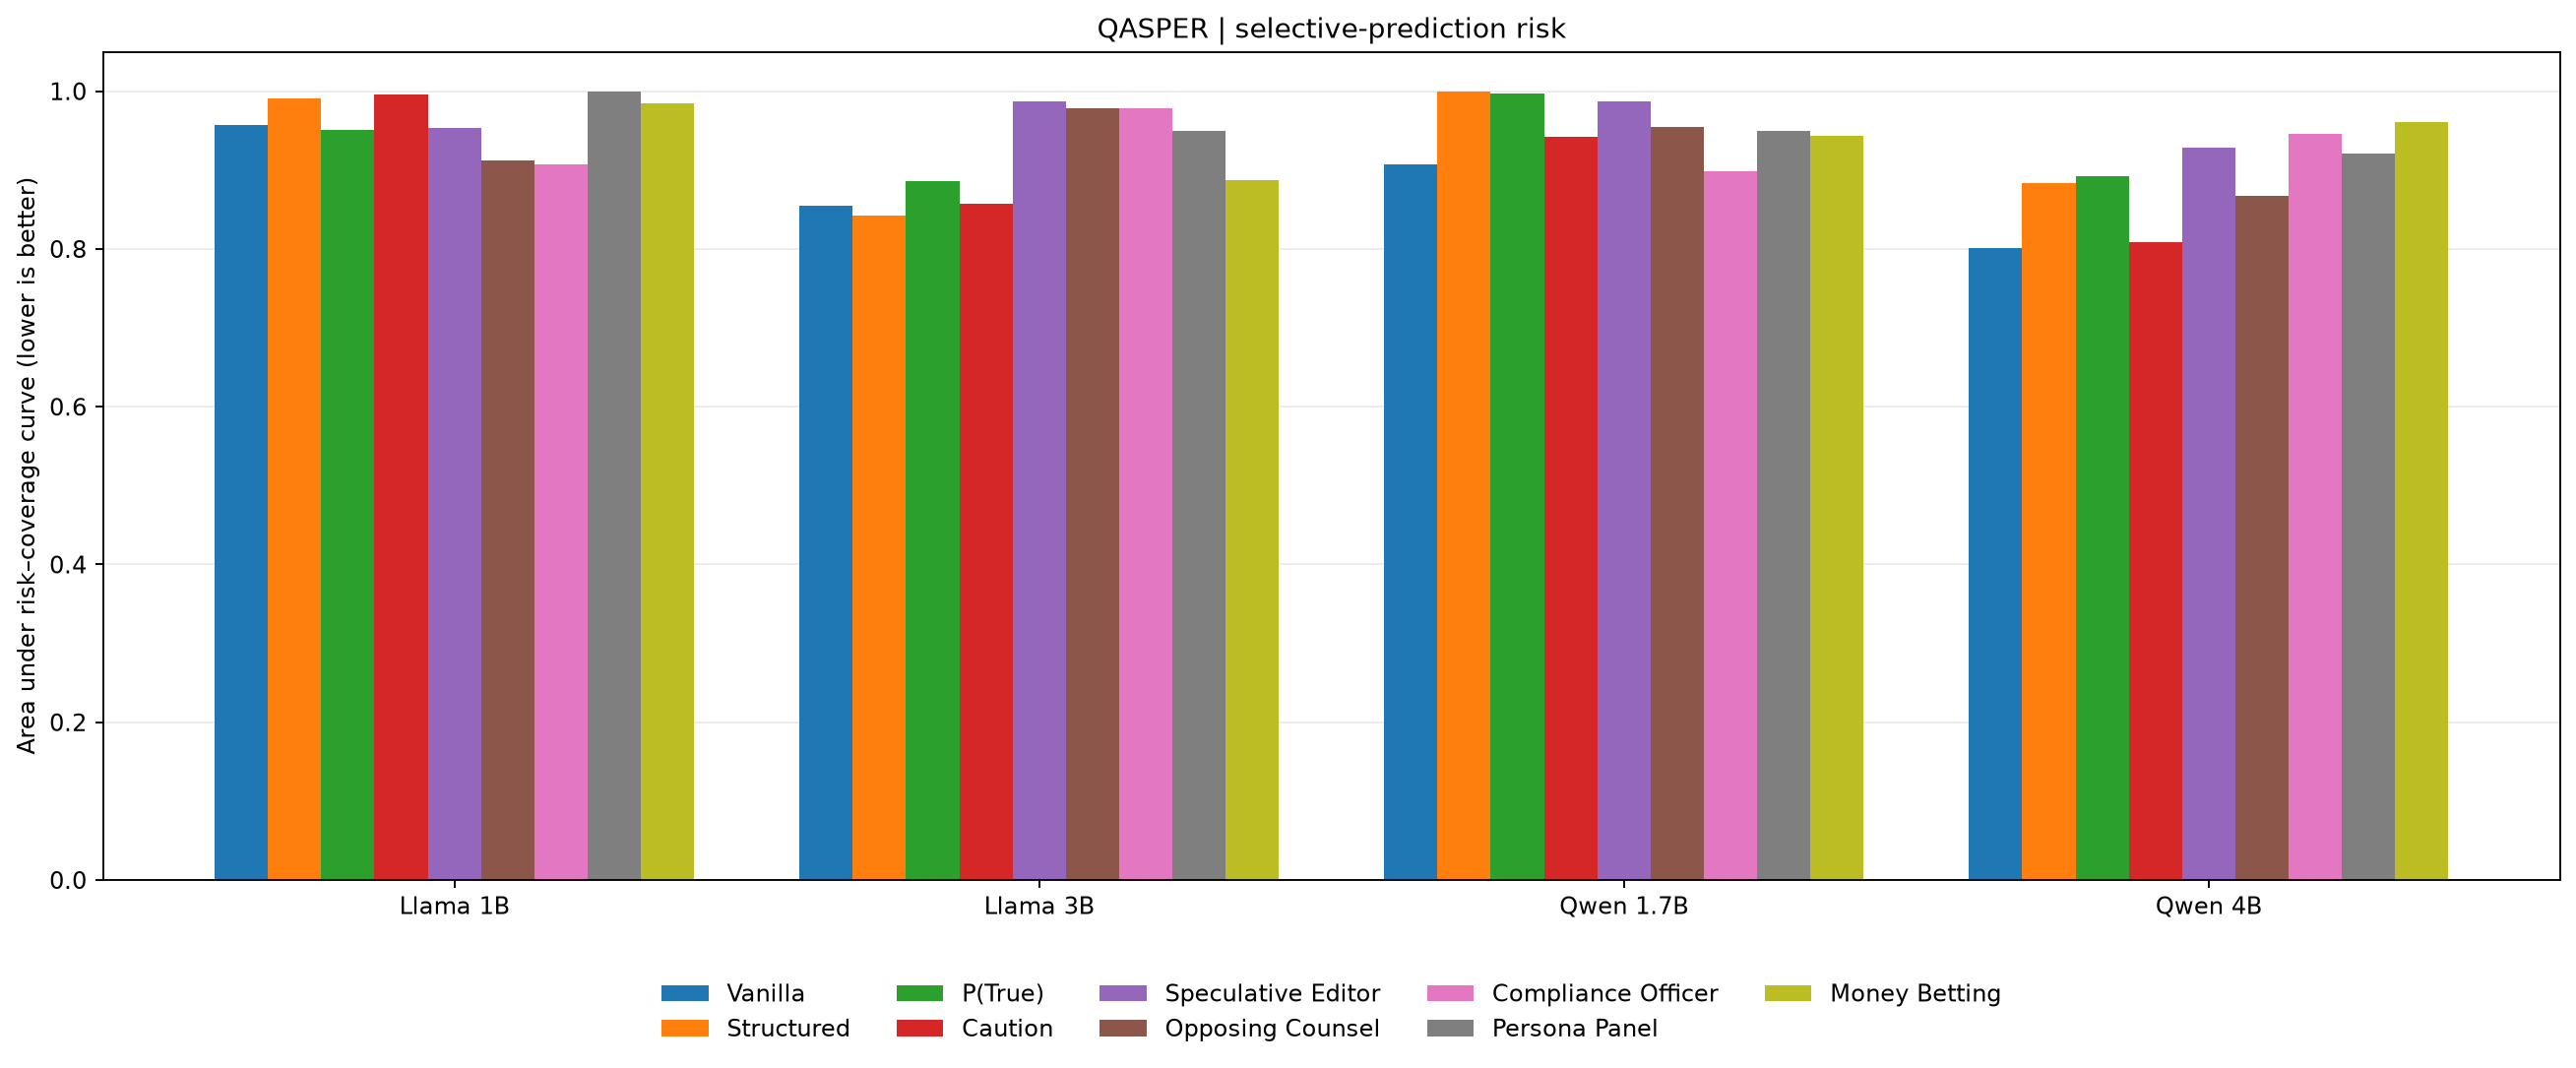 QASPER | selective-prediction risk
Area under risk–coverage curve (lower is better)
1.0
0.8
0.6
0.4
0.2
0.0
Llama 1B
Llama 3B
Qwen 1.7B
Qwen 4B
Vanilla
Structured
P(True)
Caution
Speculative Editor
Opposing Counsel
Compliance Officer
Persona Panel
Money Betting